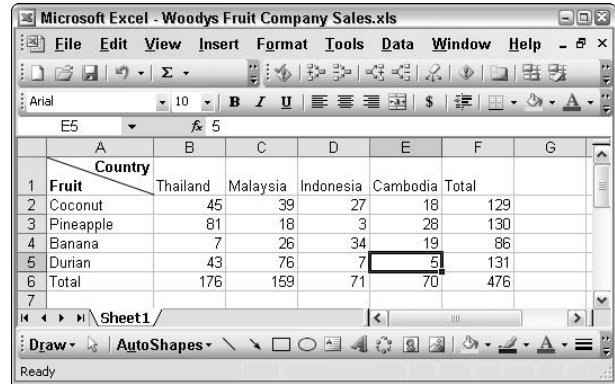 Microsoft Excel - Woodys Fruit Company Sales.xls
File Edit View Insert Format Tools Data Window Help
Arial 10 B I U $ A
E5 fx 5
A B C D E F G
Country
1 Fruit Thailand Malaysia Indonesia Cambodia Total
2 Coconut 45 39 27 18 129
3 Pineapple 81 18 3 28 130
4 Banana 7 26 34 19 86
5 Durian 43 76 7 5 131
6 Total 176 159 71 70 476
7
Sheet1
Draw AutoShapes A A
Ready